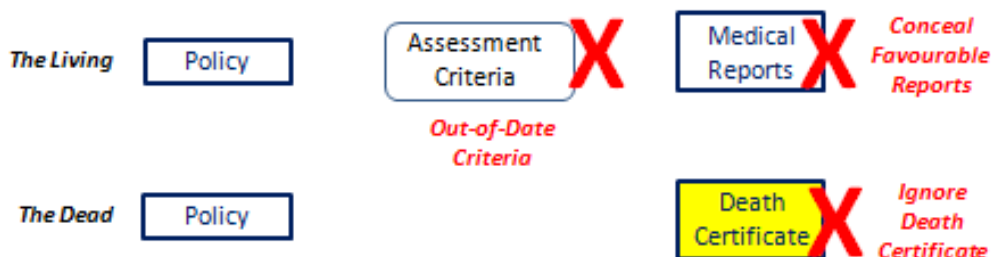 The Living
Policy
Assessment
Criteria
X
Medical
Reports
X
Conceal
Favourable
Reports
Out-of-Date
Criteria
The Dead
Policy
Death
Certificate
X
Ignore
Death
Certificate